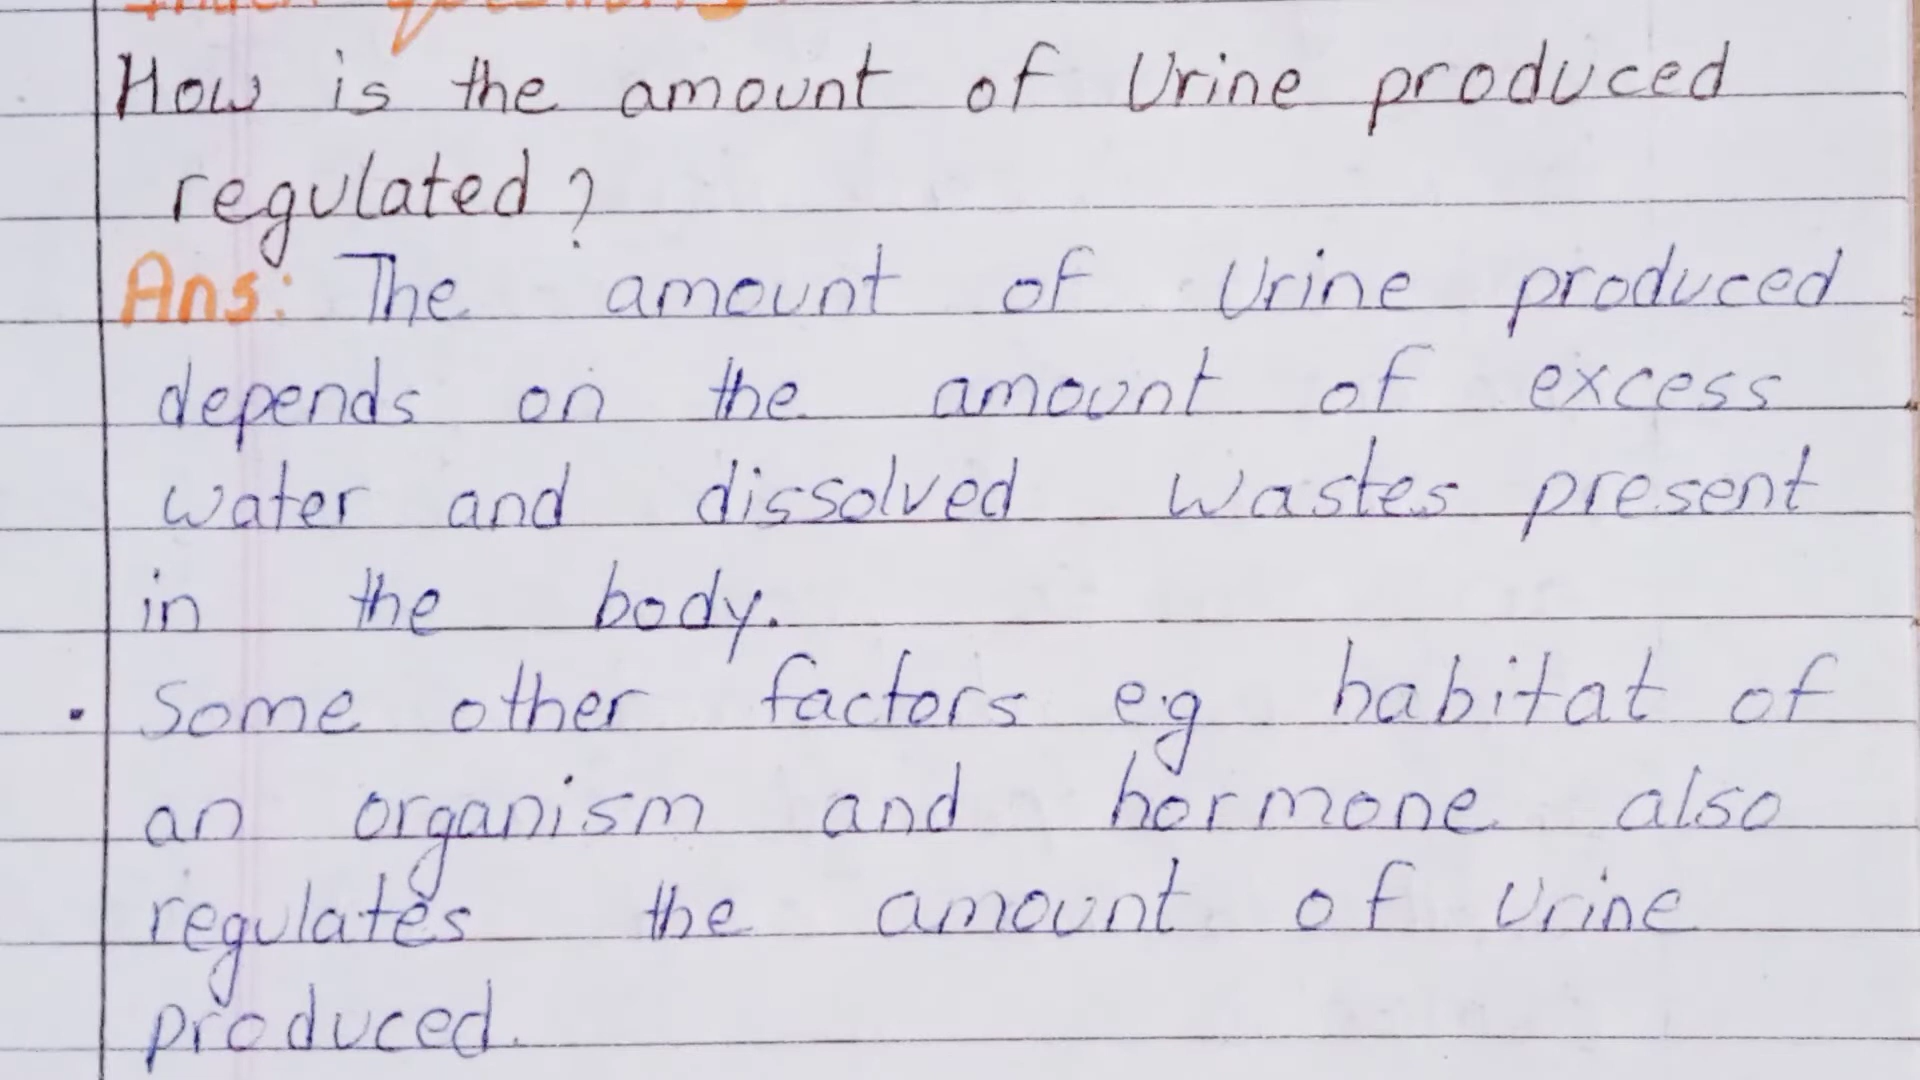 questions
How is the amount of Urine produced
regulated?
Ans: The amount of Urine produced
depends on the amount of excess
water and dissolved wastes present
in the body.
• Some other factors e.g habitat of
an organism and hormone also
regulates the amount of Urine
produced.